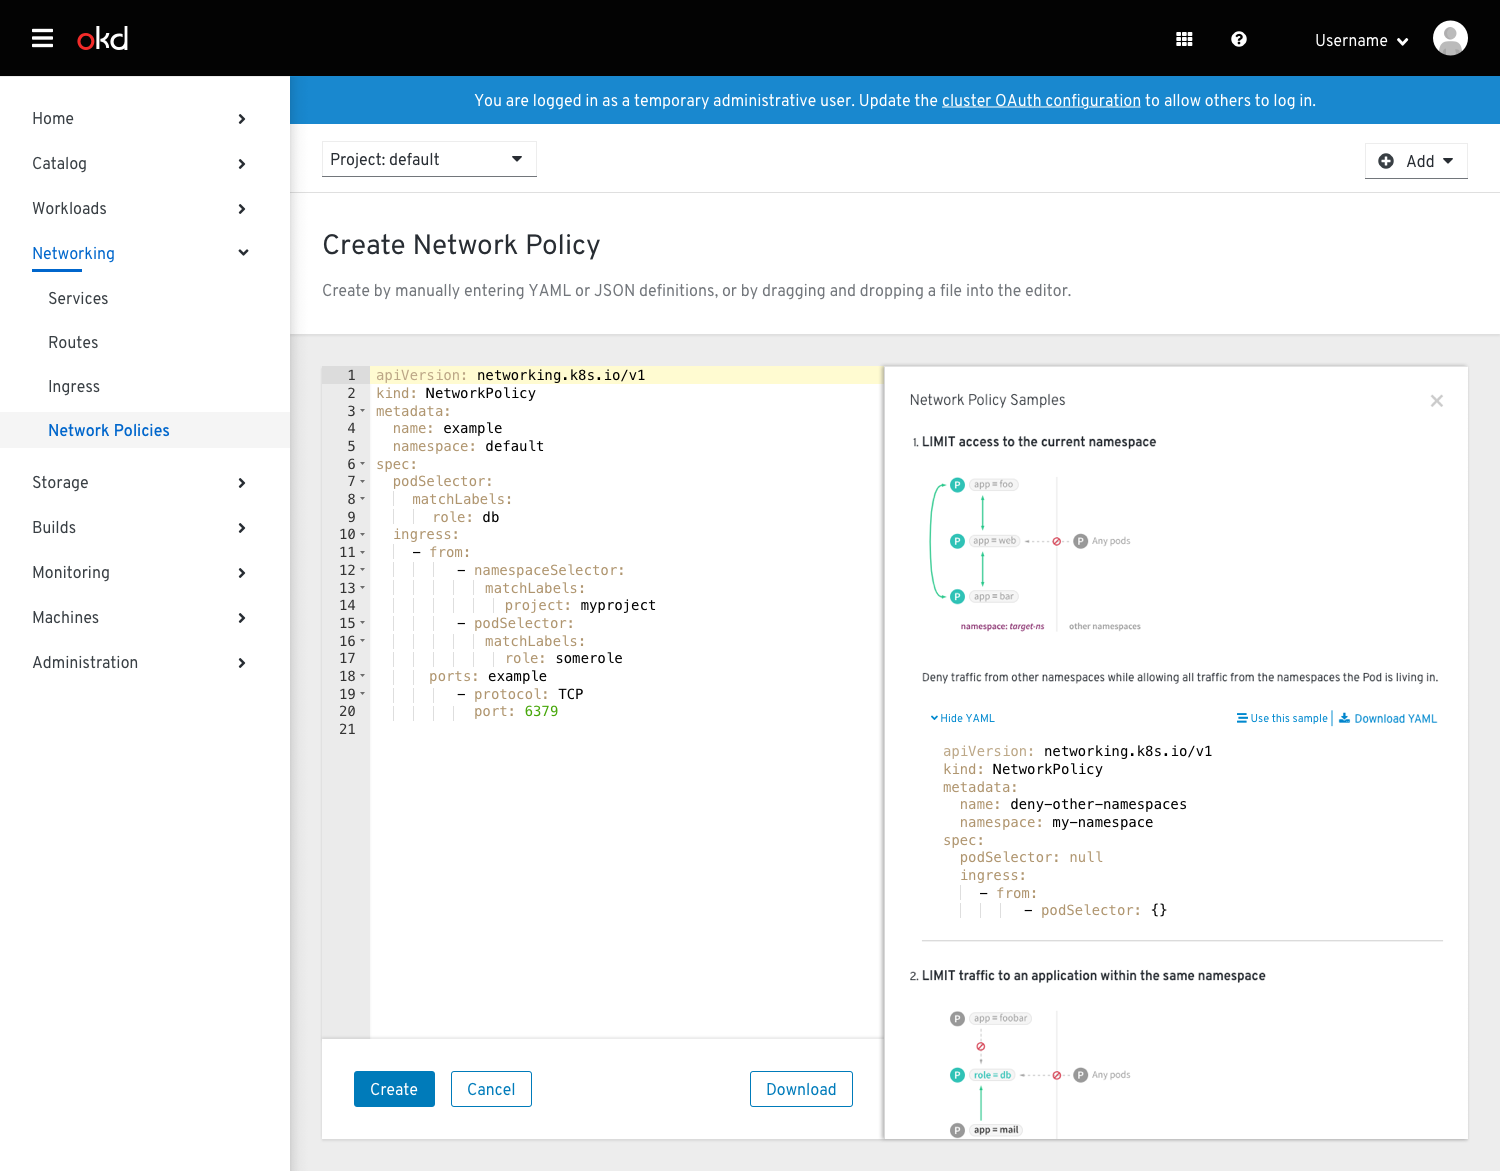 okd
Username
You are logged in as a temporary administrative user. Update the cluster OAuth configuration to allow others to log in.
Home
Catalog
Workloads
Networking
Services
Routes
Ingress
Network Policies
Storage
Builds
Monitoring
Machines
Administration
Project: default
Add
Create Network Policy
Create by manually entering YAML or JSON definitions, or by dragging and dropping a file into the editor.
1 apiVersion: networking.k8s.io/v1
2 kind: NetworkPolicy
3 metadata:
4   name: example
5   namespace: default
6 spec:
7   podSelector:
8     matchLabels:
9       role: db
10   ingress:
11     - from:
12         - namespaceSelector:
13             matchLabels:
14               project: myproject
15         - podSelector:
16             matchLabels:
17               role: somerole
18       ports: example
19         - protocol: TCP
20           port: 6379
21
Create
Cancel
Download
Network Policy Samples
1. LIMIT access to the current namespace
P app = foo
P app = web
P Any pods
P app = bar
namespace: target-ns
other namespaces
Deny traffic from other namespaces while allowing all traffic from the namespaces the Pod is living in.
Hide YAML
Use this sample | Download YAML
apiVersion: networking.k8s.io/v1
kind: NetworkPolicy
metadata:
  name: deny-other-namespaces
  namespace: my-namespace
spec:
  podSelector: null
  ingress:
    - from:
        - podSelector: {}
2. LIMIT traffic to an application within the same namespace
P app = foobar
P role = db
P Any pods
P app = mail